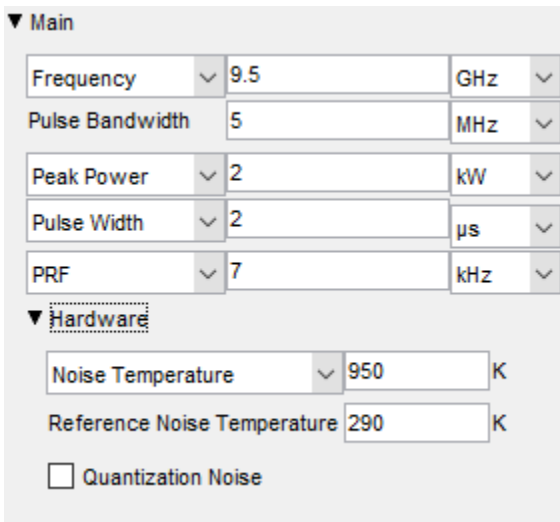 Main
Frequency 9.5 GHz
Pulse Bandwidth 5 MHz
Peak Power 2 kW
Pulse Width 2 µs
PRF 7 kHz
Hardware
Noise Temperature 950 K
Reference Noise Temperature 290 K
Quantization Noise